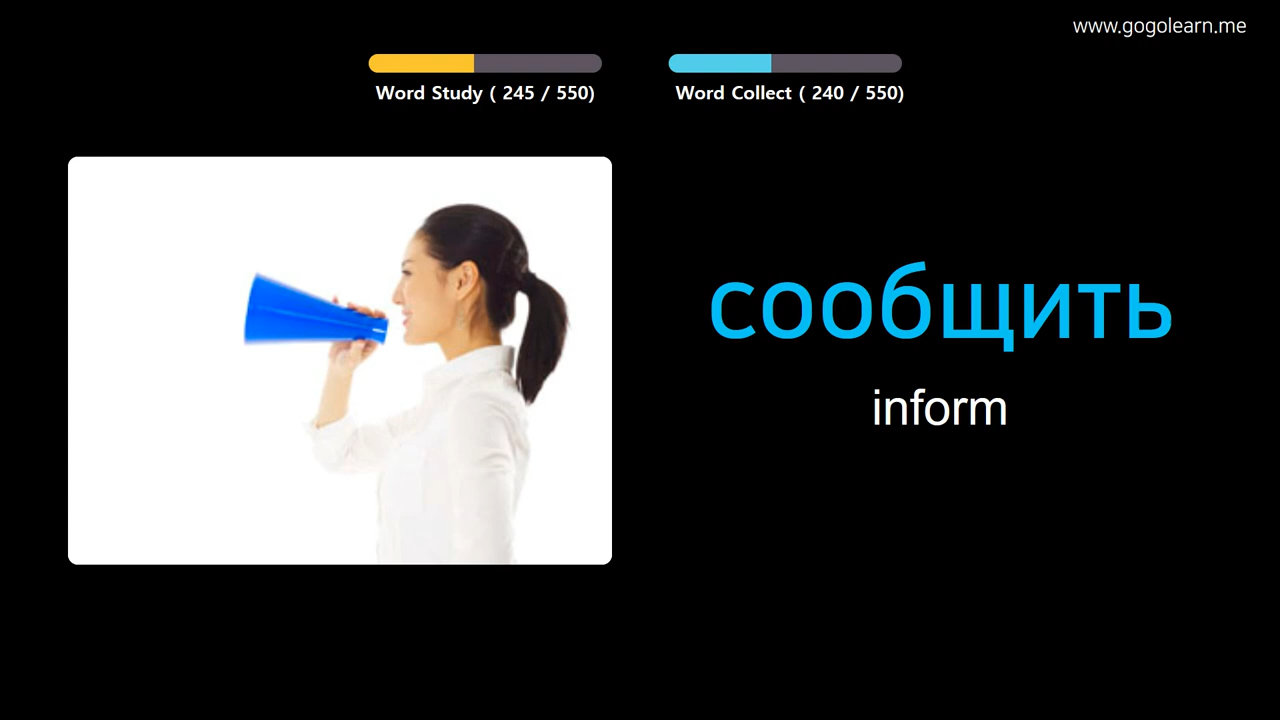 www.gogolearn.me
Word Study ( 245 / 550)
Word Collect ( 240 / 550)
сообщить
inform